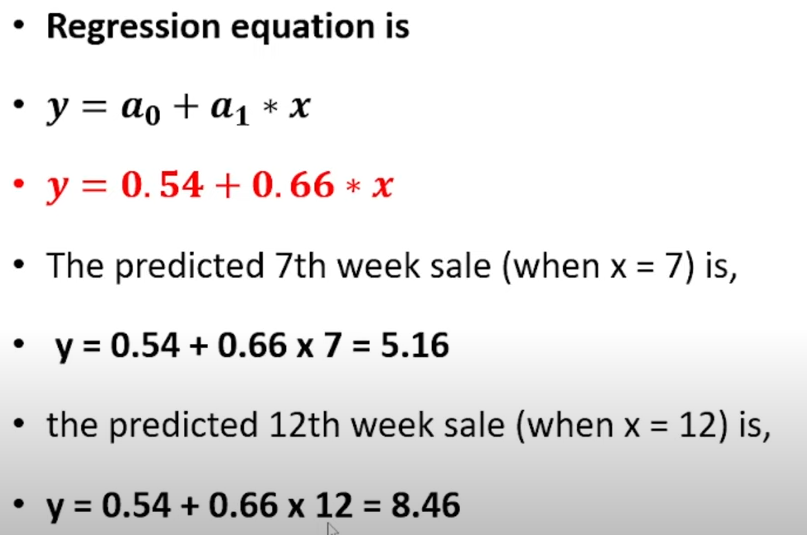 • Regression equation is
• y = a₀ + a₁ * x
• y = 0.54 + 0.66 * x
• The predicted 7th week sale (when x = 7) is,
• y = 0.54 + 0.66 x 7 = 5.16
• the predicted 12th week sale (when x = 12) is,
• y = 0.54 + 0.66 x 12 = 8.46